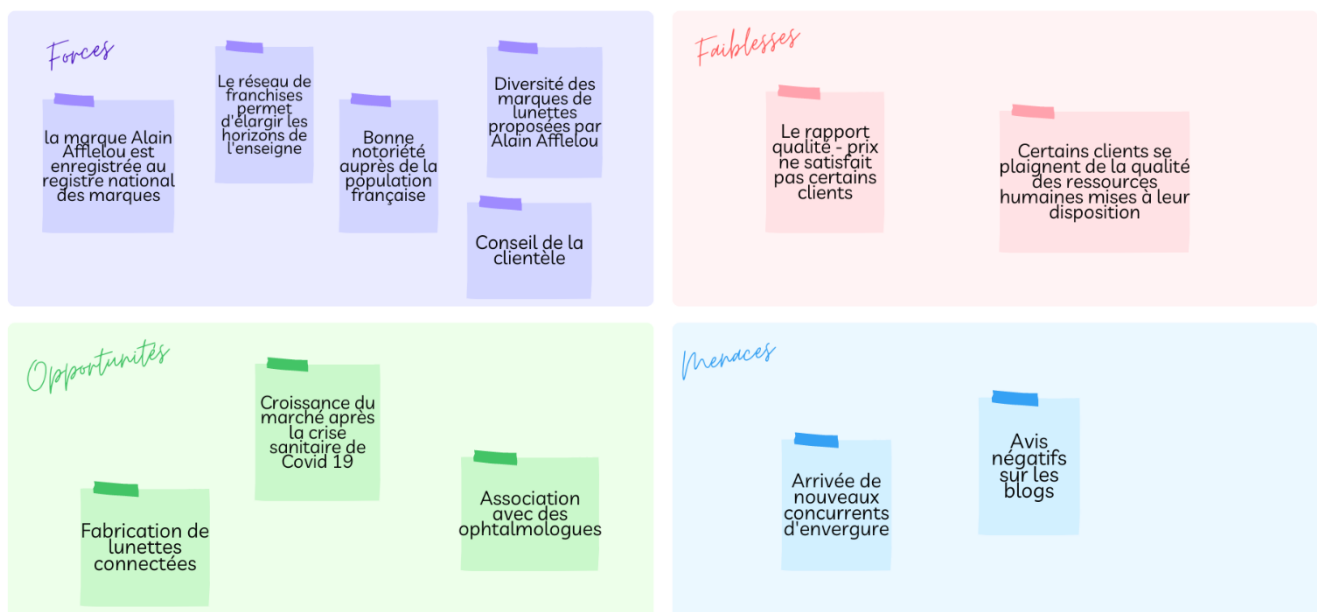 Forces
la marque Alain
Afflelou est
enregistrée au
registre national
des marques
Le réseau de
franchises
permet
d'élargir les
horizons de
l'enseigne
Bonne
notoriété
auprès de la
population
française
Diversité des
marques de
lunettes
proposées par
Alain Afflelou
Conseil de la
clientèle
Faiblesses
Le rapport
qualité - prix
ne satisfait
pas certains
clients
Certains clients se
plaignent de la qualité
des ressources
humaines mises à leur
disposition
Opportunités
Fabrication de
lunettes
connectées
Croissance du
marché après
la crise
sanitaire de
Covid 19
Association
avec des
ophtalmologues
Menaces
Arrivée de
nouveaux
concurrents
d'envergure
Avis
négatifs
sur les
blogs